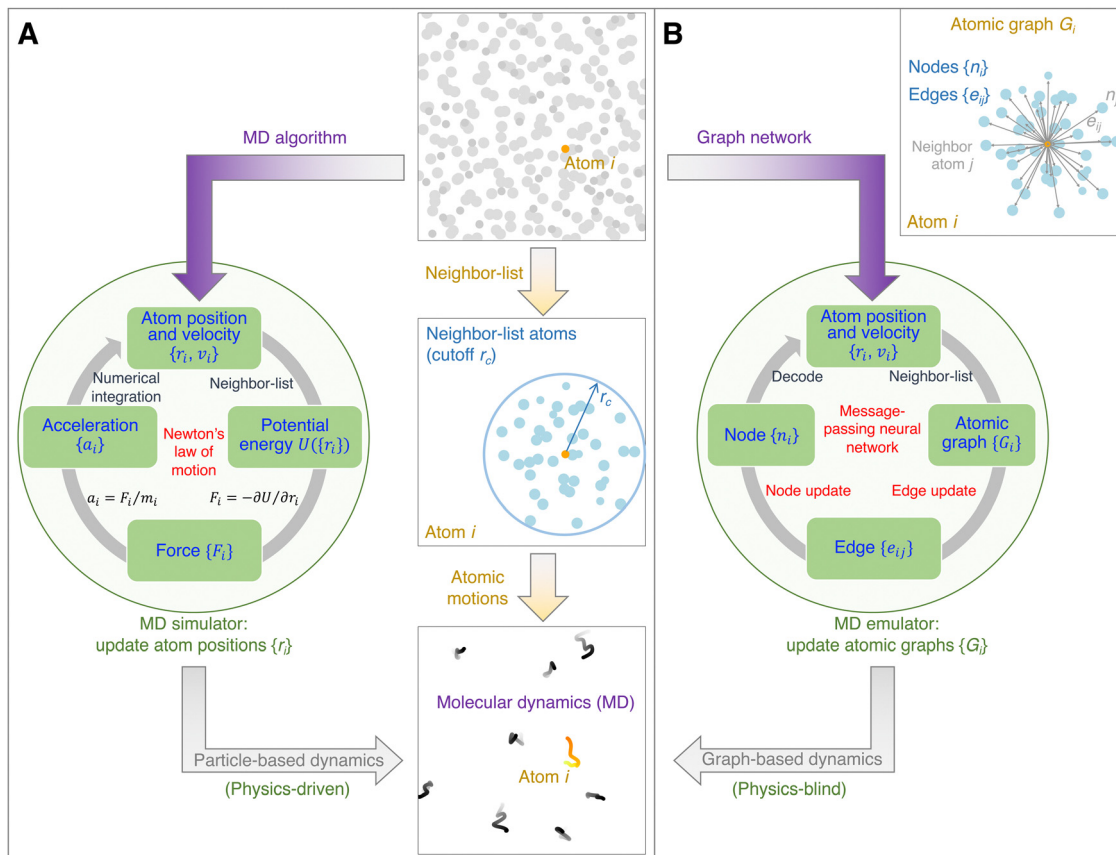 A
MD algorithm
Atom i
Neighbor-list
Neighbor-list atoms
(cutoff r_c)
r_c
Atom i
Atomic
motions
Molecular dynamics (MD)
Atom i
Atom position
and velocity
{r_i, v_i}
Numerical
integration
Neighbor-list
Acceleration
{a_i}
Newton's
law of
motion
Potential
energy U({r_i})
a_i = F_i/m_i
F_i = −∂U/∂r_i
Force {F_i}
MD simulator:
update atom positions {r_i}
Particle-based dynamics
(Physics-driven)
B
Graph network
Atomic graph G_i
Nodes {n_i}
Edges {e_ij}
e_ij
Neighbor
atom j
Atom i
Atom position
and velocity
{r_i, v_i}
Decode
Neighbor-list
Node {n_i}
Message-
passing neural
network
Atomic
graph {G_i}
Node update
Edge update
Edge {e_ij}
MD emulator:
update atomic graphs {G_i}
Graph-based dynamics
(Physics-blind)